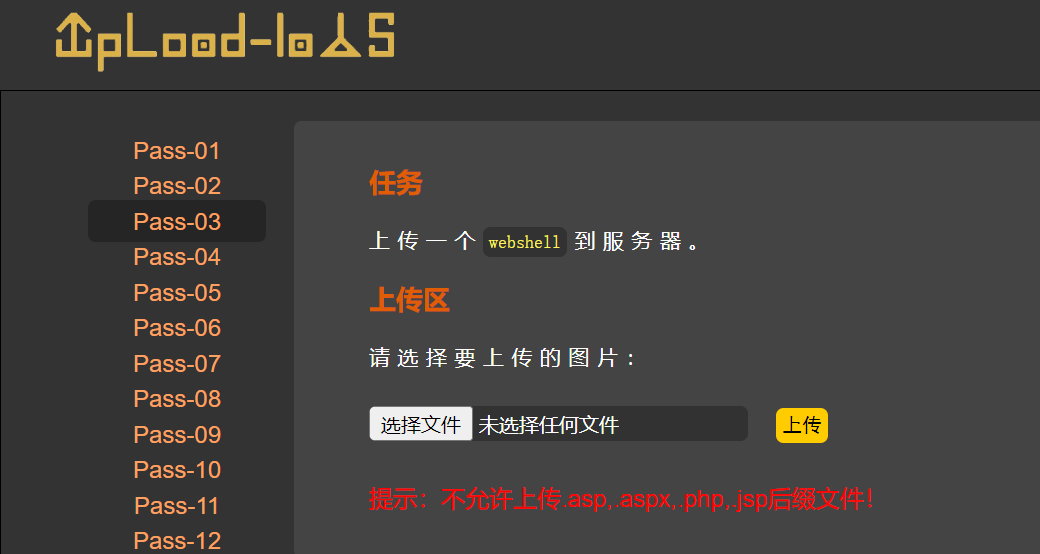 UpLoad-labs
Pass-01
Pass-02
Pass-03
Pass-04
Pass-05
Pass-06
Pass-07
Pass-08
Pass-09
Pass-10
Pass-11
Pass-12
任务
上传一个 webshell 到服务器。
上传区
请选择要上传的图片：
选择文件 未选择任何文件 上传
提示：不允许上传.asp,.aspx,.php,.jsp后缀文件！